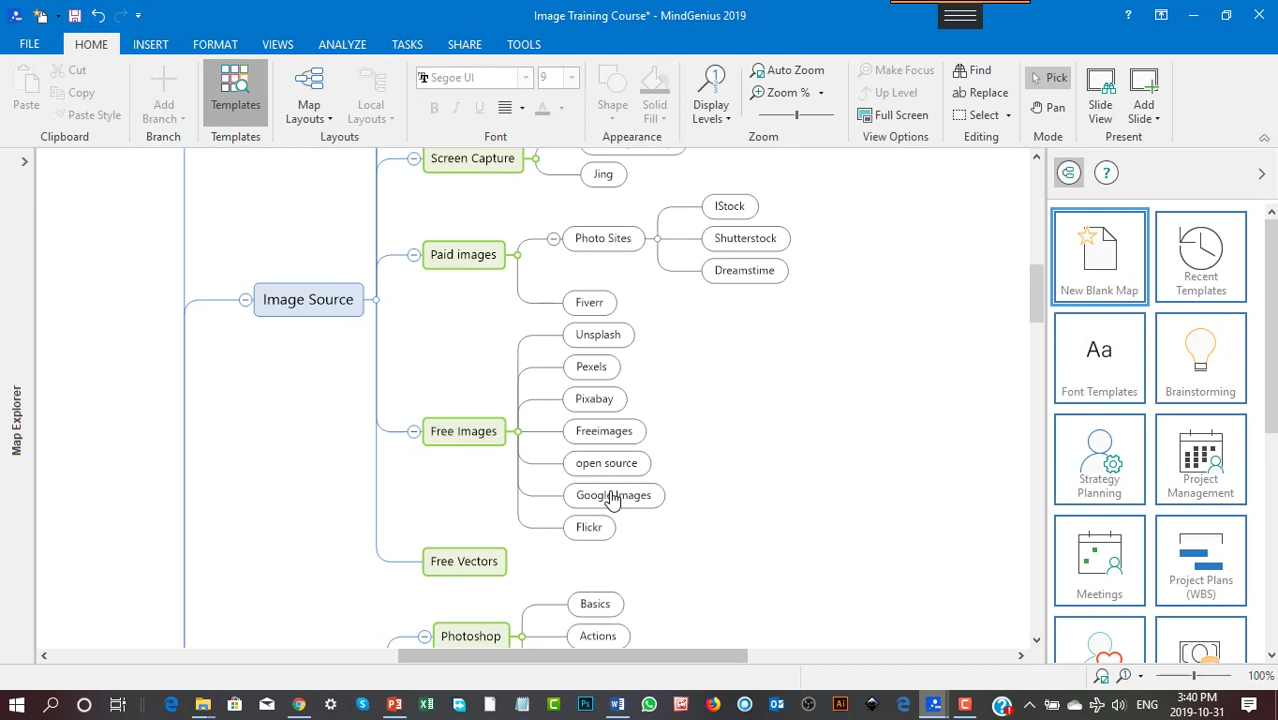 Image Training Course* - MindGenius 2019
FILE
HOME
INSERT
FORMAT
VIEWS
ANALYZE
TASKS
SHARE
TOOLS
Paste
Cut
Copy
Paste Style
Clipboard
Add Branch
Branch
Templates
Templates
Map Layouts
Local Layouts
Layouts
Segoe UI
9
B I U A
Font
Shape
Solid Fill
Appearance
Display Levels
Auto Zoom
Zoom %
Zoom
Make Focus
Up Level
Full Screen
View Options
Find
Replace
Select
Editing
Pick
Pan
Mode
Slide View
Add Slide
Present
Map Explorer
Screen Capture
Jing
IStock
Paid images
Photo Sites
Shutterstock
Dreamstime
Image Source
Fiverr
Unsplash
Pexels
Pixabay
Free Images
Freeimages
open source
Google Images
Flickr
Free Vectors
Basics
Photoshop
Actions
New Blank Map
Recent Templates
Aa
Font Templates
Brainstorming
Strategy Planning
Project Management
Meetings
Project Plans (WBS)
100%
3:40 PM
2019-10-31